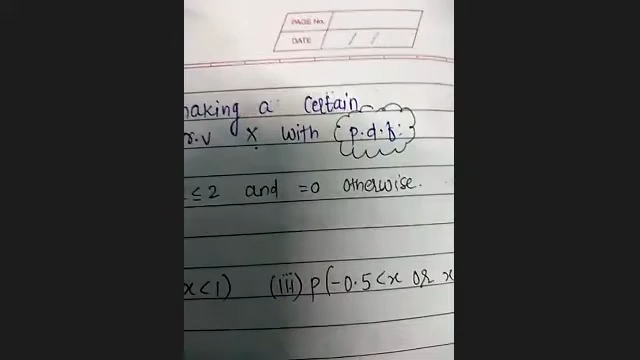 PAGE No.
DATE / /
making a certain
r.v X with p.d.f:
≤ 2 and =0 otherwise.
x<1) (iii) P(-0.5<x or x